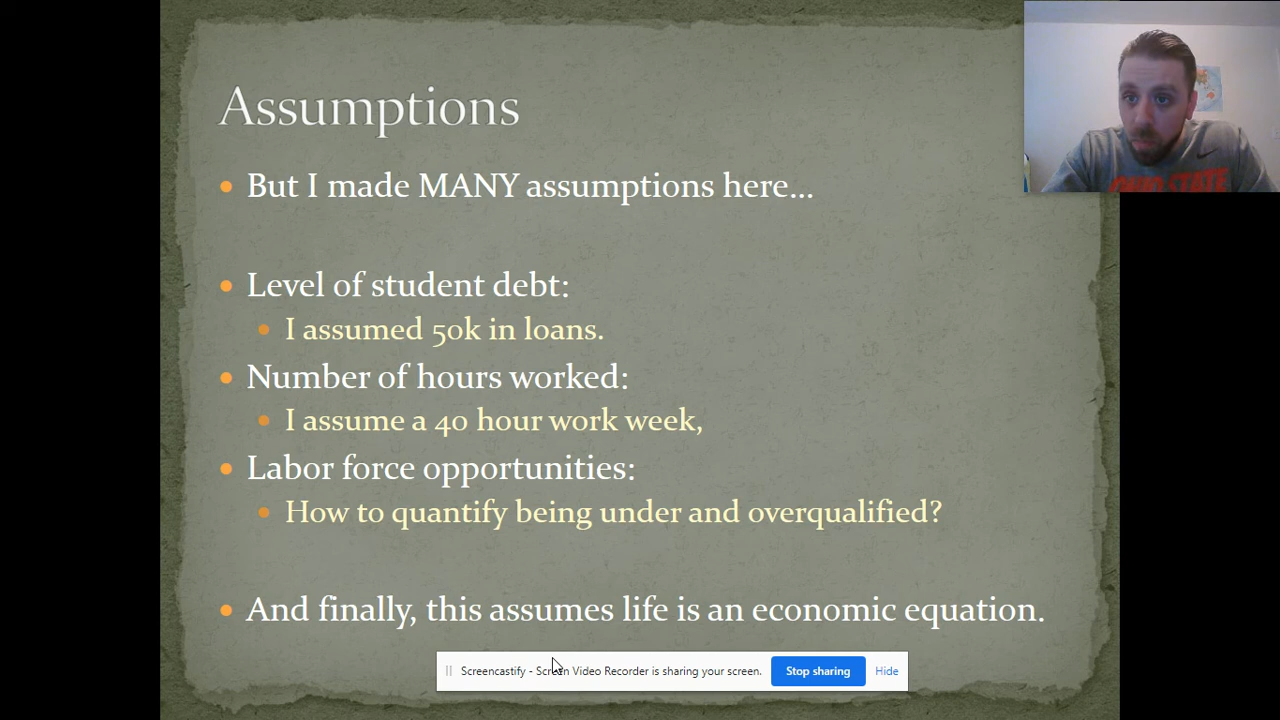 Assumptions
But I made MANY assumptions here...
Level of student debt:
I assumed 50k in loans.
Number of hours worked:
I assume a 40 hour work week,
Labor force opportunities:
How to quantify being under and overqualified?
And finally, this assumes life is an economic equation.
Screencastify - Screen Video Recorder is sharing your screen.
Stop sharing
Hide
OHIO STATE